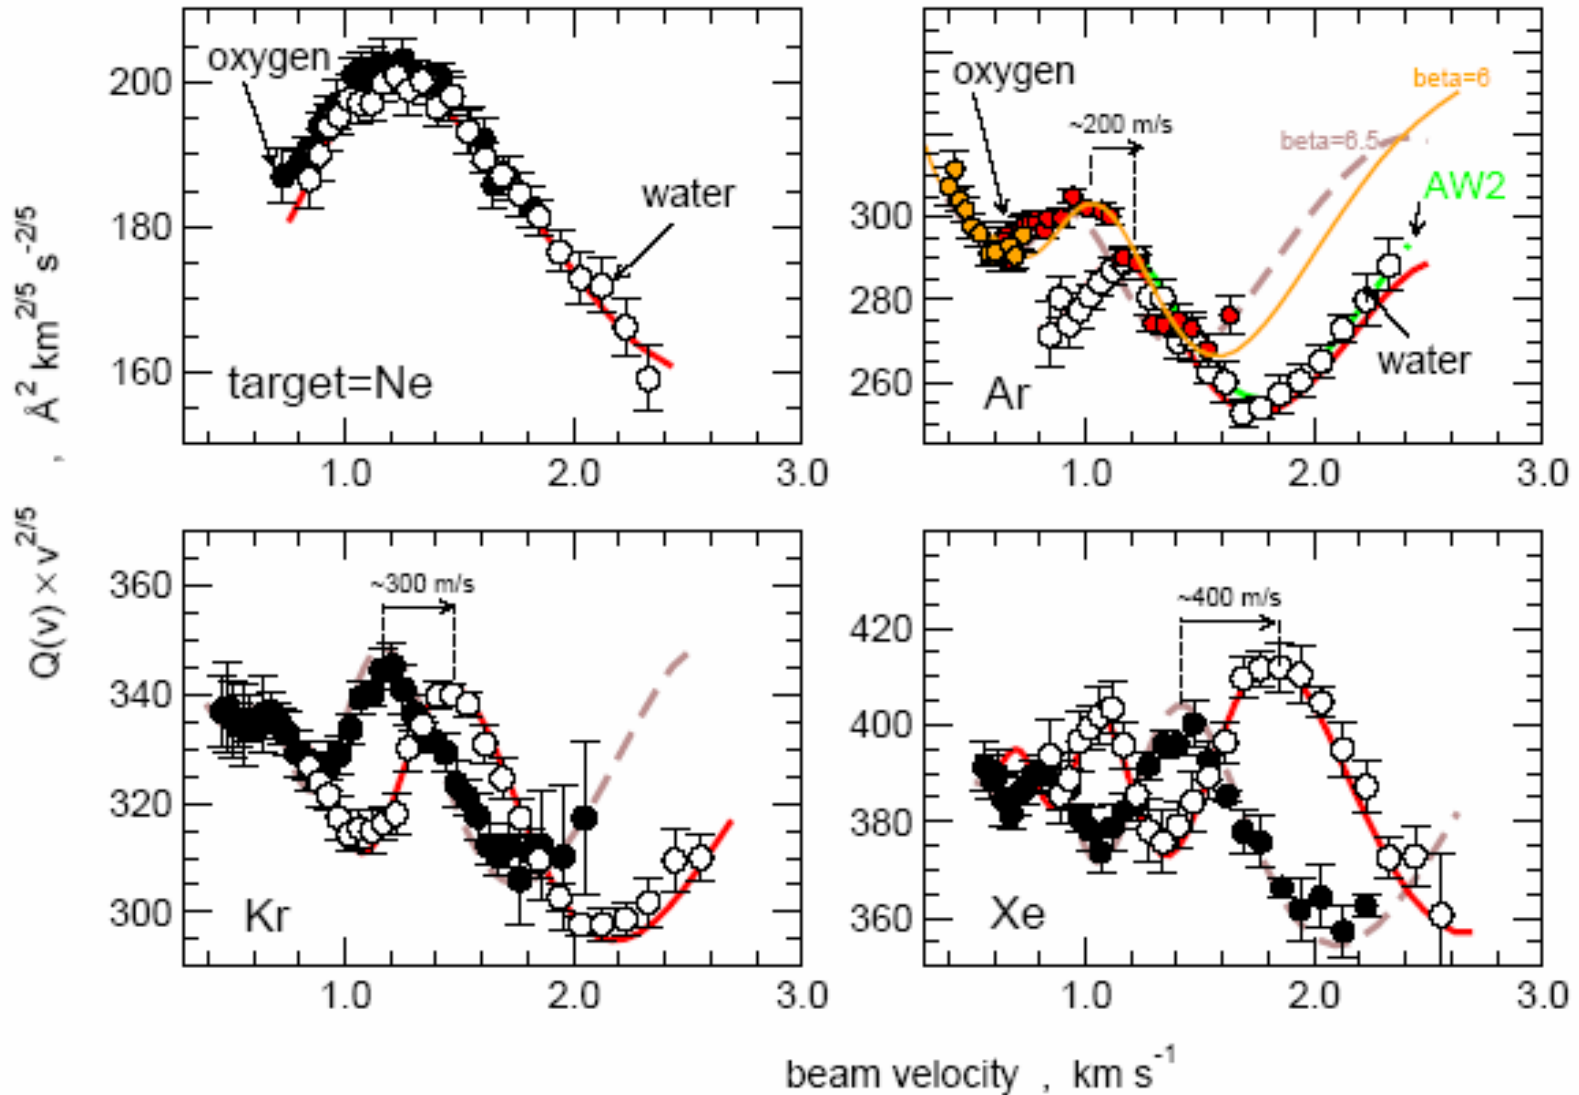 Q(v) × v^2/5 , Å^2 km^2/5 s^-2/5
oxygen
water
target=Ne
200
180
160
1.0 2.0 3.0
oxygen
~200 m/s
beta=6
beta=6.5
AW2
water
Ar
300
280
260
1.0 2.0 3.0
~300 m/s
Kr
360
340
320
300
1.0 2.0 3.0
~400 m/s
Xe
420
400
380
360
1.0 2.0 3.0
beam velocity , km s^-1